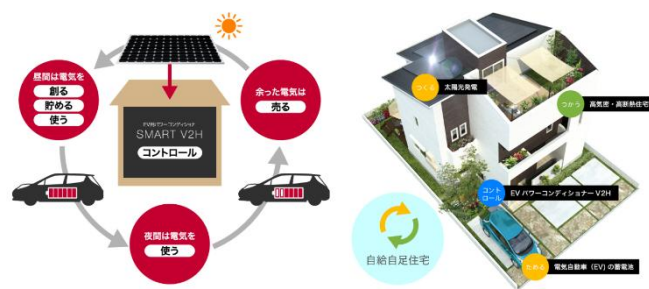 昼間は電気を
創る
貯める
使う
EV用パワーコンディショナ
SMART V2H
コントロール
余った電気は
売る
夜間は電気を
使う
つくる
太陽光発電
つかう
高気密・高断熱住宅
コント
ロール
EV パワーコンディショナー V2H
自給自足住宅
ためる
電気自動車（EV）の蓄電池